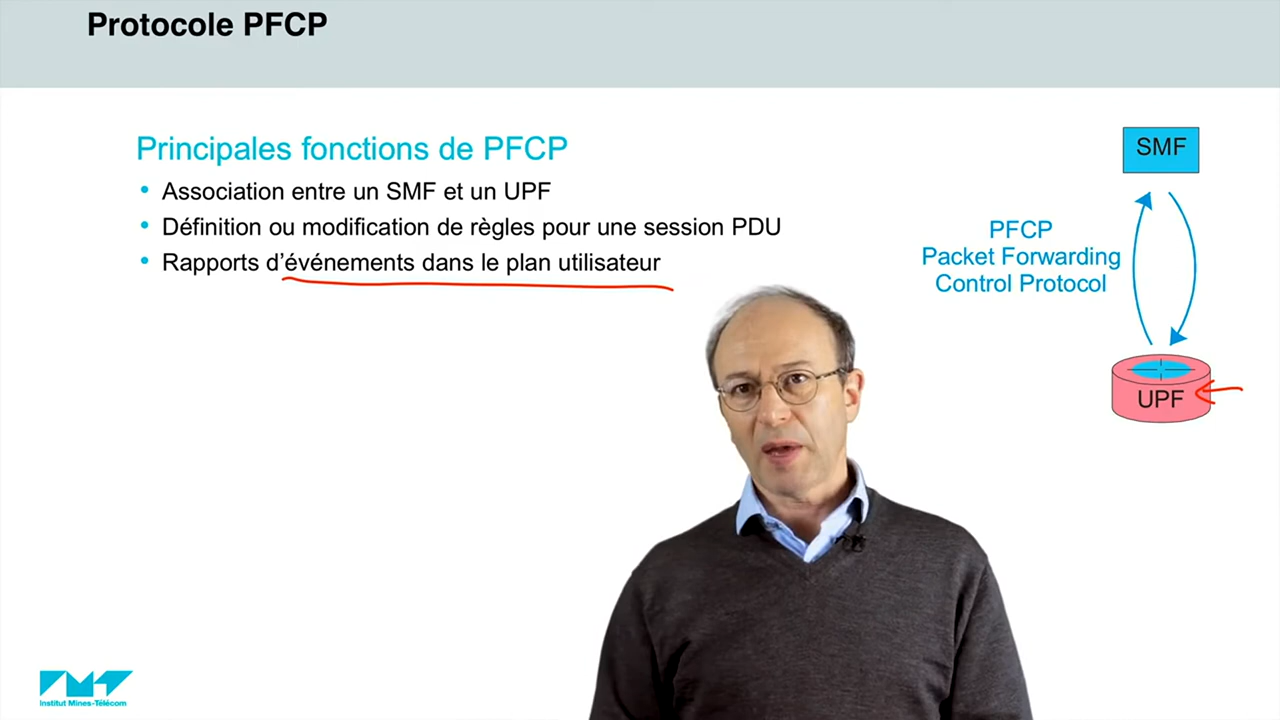 Protocole PFCP
Principales fonctions de PFCP
• Association entre un SMF et un UPF
• Définition ou modification de règles pour une session PDU
• Rapports d’événements dans le plan utilisateur
SMF
PFCP
Packet Forwarding
Control Protocol
UPF
Institut Mines-Télécom